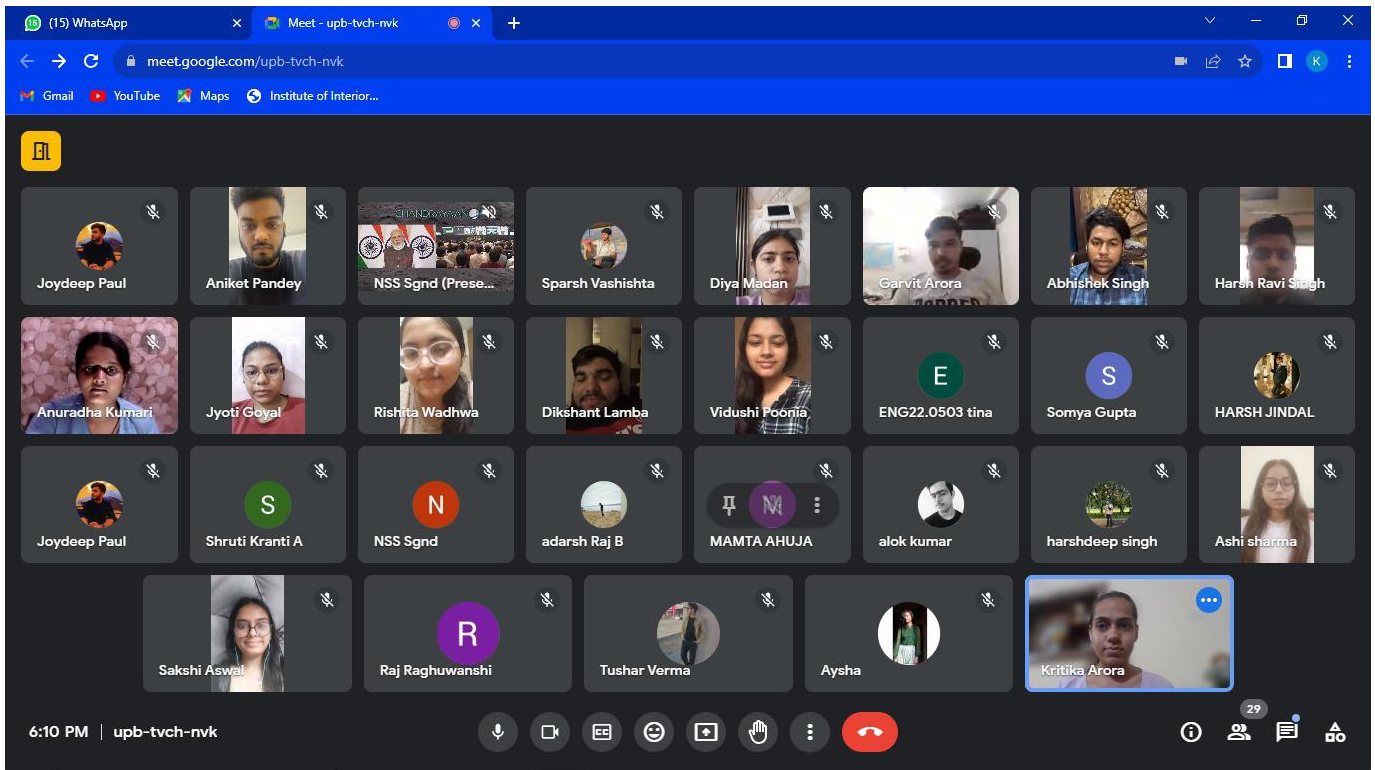 (15) WhatsApp
Meet - upb-tvch-nvk
meet.google.com/upb-tvch-nvk
K
Gmail
YouTube
Maps
Institute of Interior...
Joydeep Paul
Aniket Pandey
CHANDRAYAAN
NSS Sgnd (Prese...
Sparsh Vashishta
Diya Madan
Garvit Arora
Abhishek Singh
Harsh Ravi Singh
Anuradha Kumari
Jyoti Goyal
Rishita Wadhwa
Dikshant Lamba
Vidushi Poonia
E
ENG22.0503 tina
S
Somya Gupta
HARSH JINDAL
Joydeep Paul
S
Shruti Kranti A
N
NSS Sgnd
adarsh Raj B
M
MAMTA AHUJA
alok kumar
harshdeep singh
Ashi sharma
Sakshi Aswal
R
Raj Raghuwanshi
Tushar Verma
Aysha
Kritika Arora
6:10 PM | upb-tvch-nvk
29